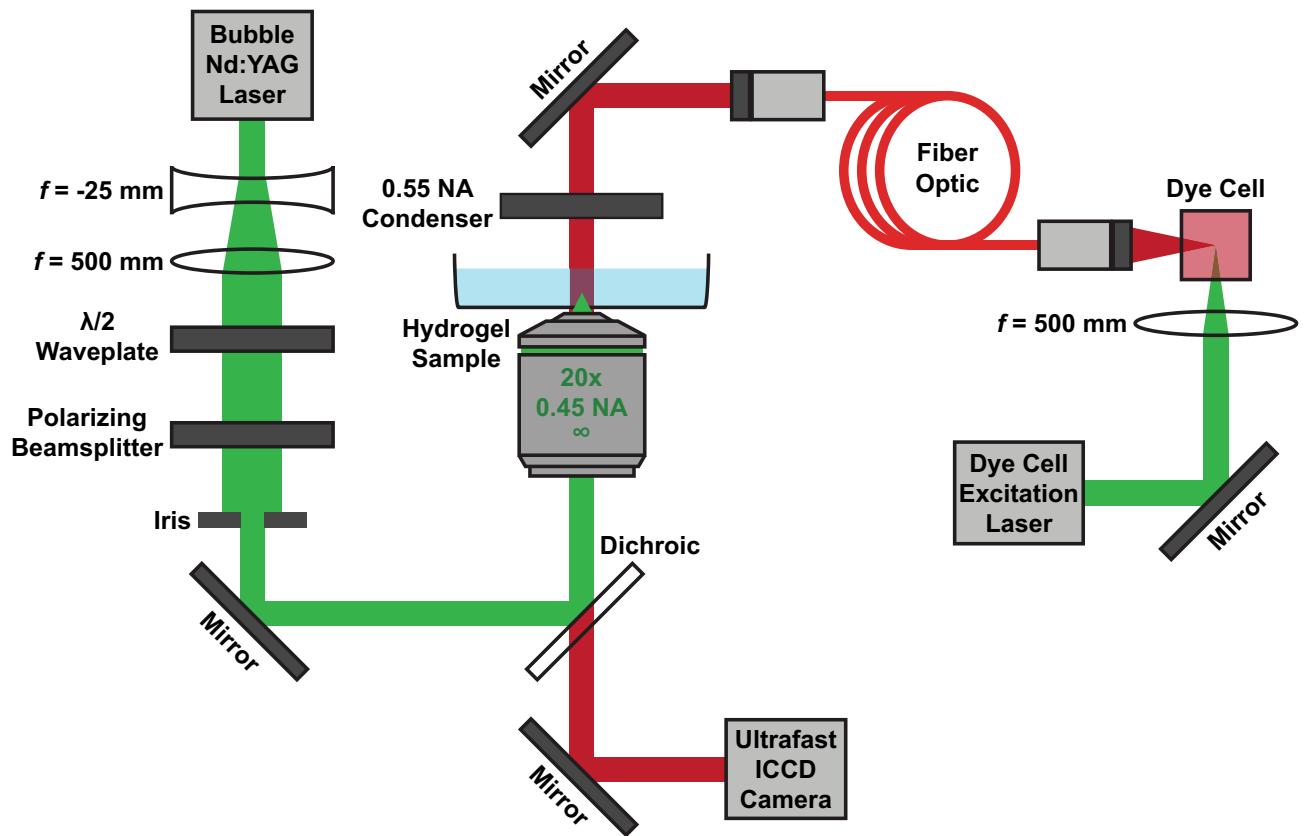 Bubble
Nd:YAG
Laser
f = -25 mm
f = 500 mm
λ/2
Waveplate
Polarizing
Beamsplitter
Iris
Mirror
Mirror
0.55 NA
Condenser
Hydrogel
Sample
20x
0.45 NA
∞
Dichroic
Mirror
Ultrafast
ICCD
Camera
Fiber
Optic
Dye Cell
f = 500 mm
Dye Cell
Excitation
Laser
Mirror